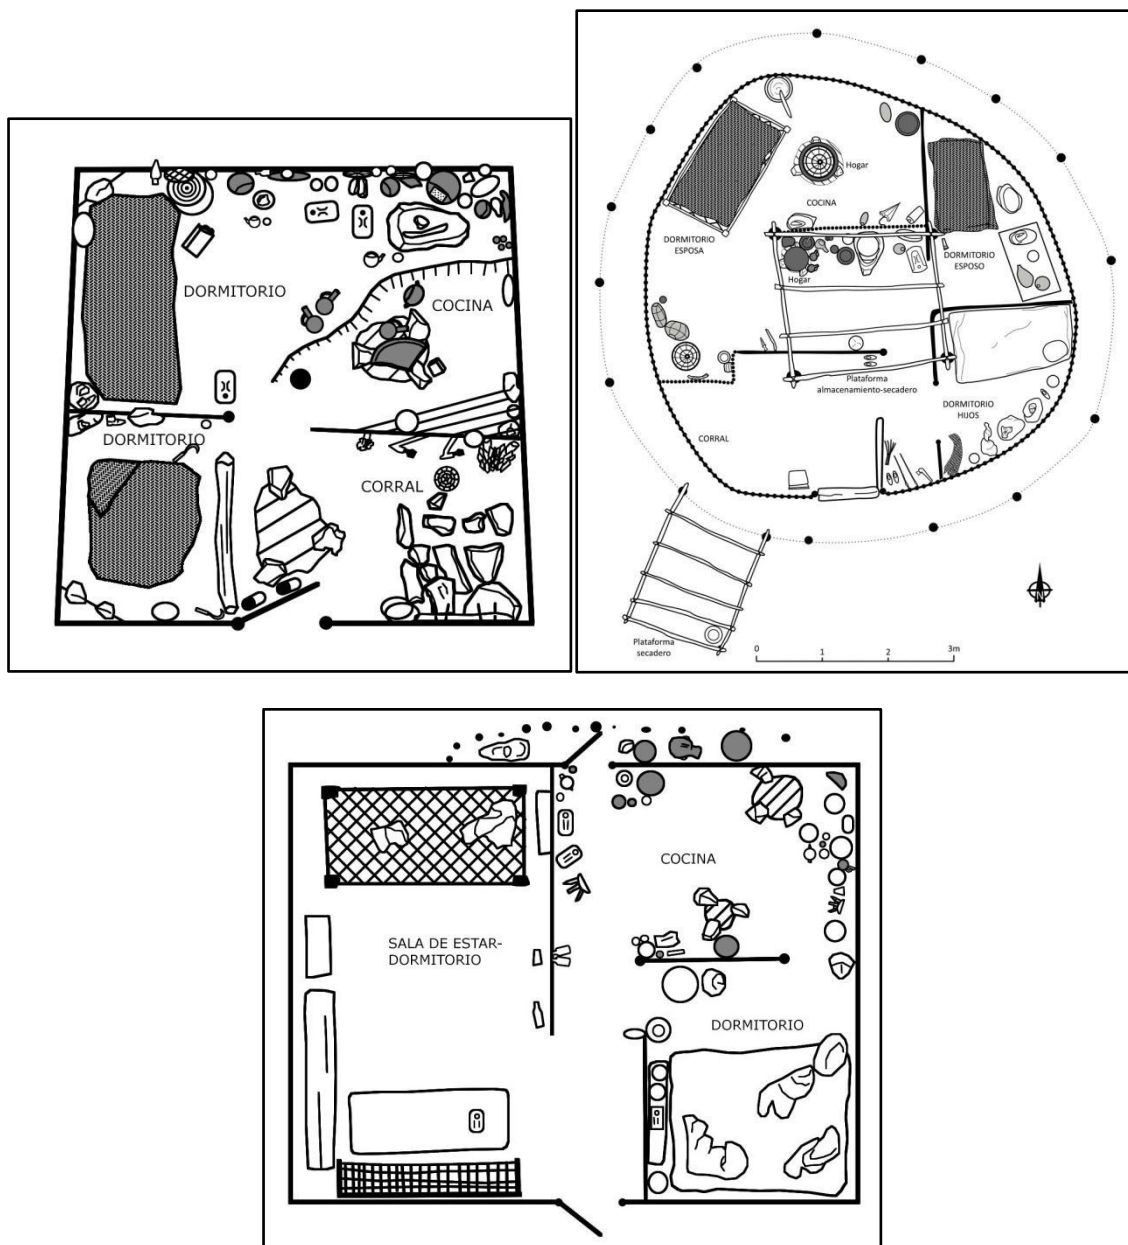 DORMITORIO
COCINA
DORMITORIO
CORRAL
Hogar
COCINA
DORMITORIO
ESPOSA
DORMITORIO
ESPOSO
Hogar
Plataforma
almacenamiento-secadero
DORMITORIO
HIJOS
CORRAL
Plataforma
secadero
N
0 1 2 3m
COCINA
SALA DE ESTAR-
DORMITORIO
DORMITORIO